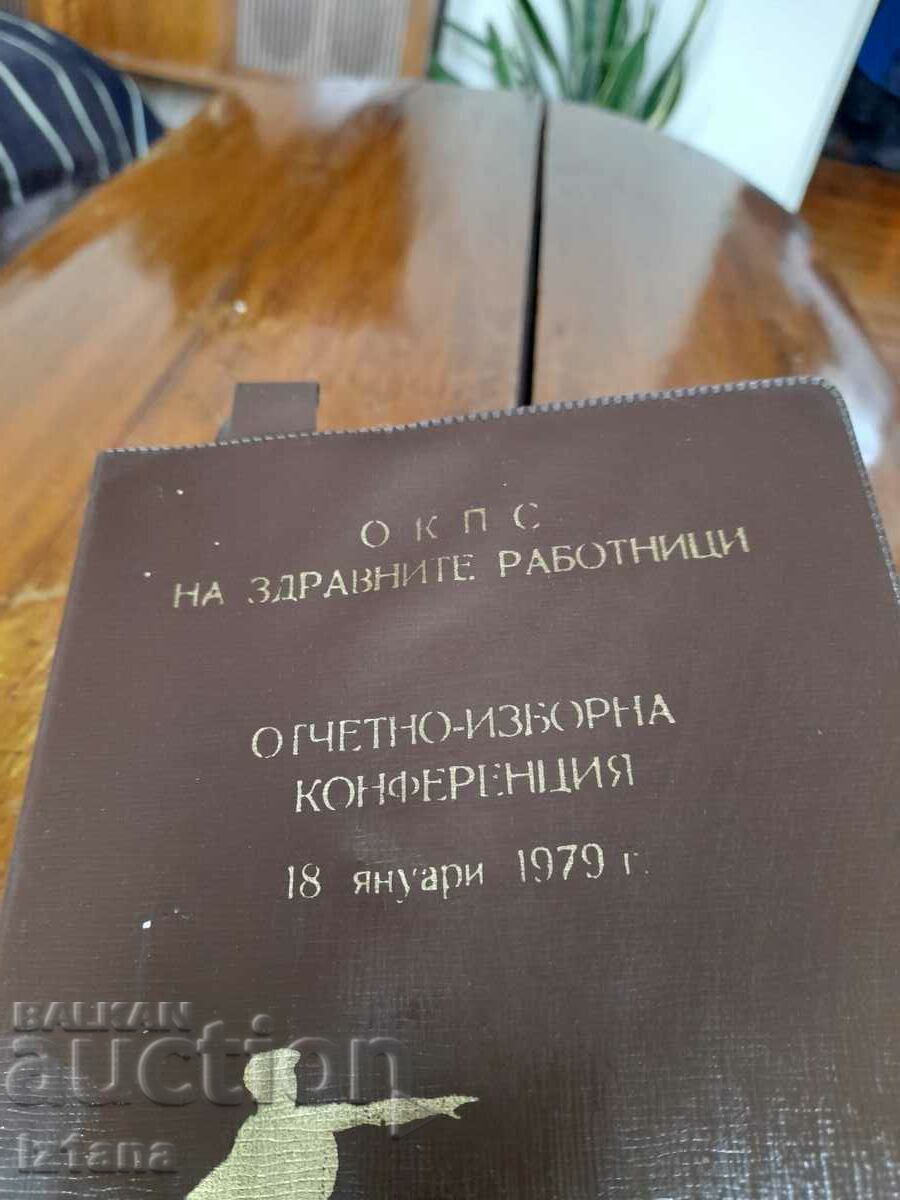 О К П С
НА ЗДРАВНИТЕ РАБОТНИЦИ
ОТЧЕТНО-ИЗБОРНА
КОНФЕРЕНЦИЯ
18 януари 1979 г.
BALKAN
auction
iztana